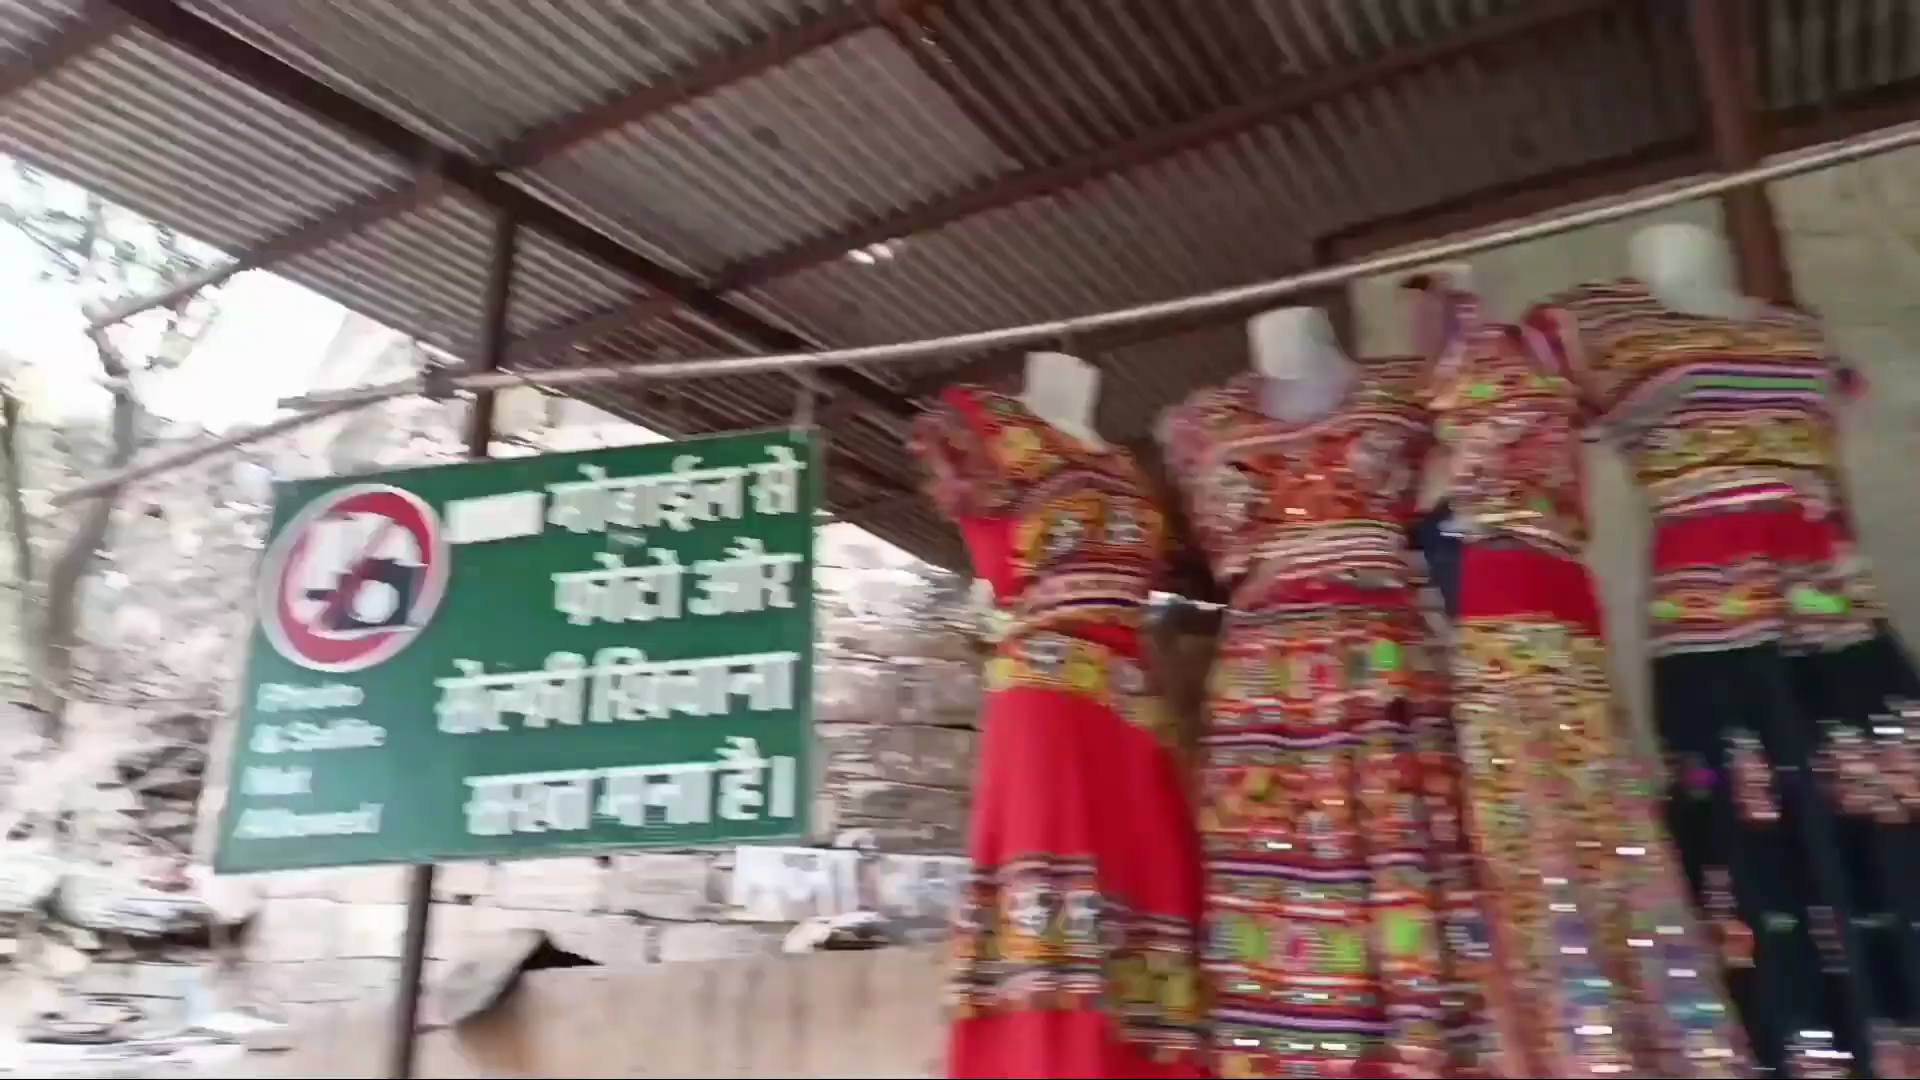 मोबाईल से
फ़ोटो और
सेल्फी खिचाना
सख्त मना है।
Photo
& Selfie
Not
Allowed